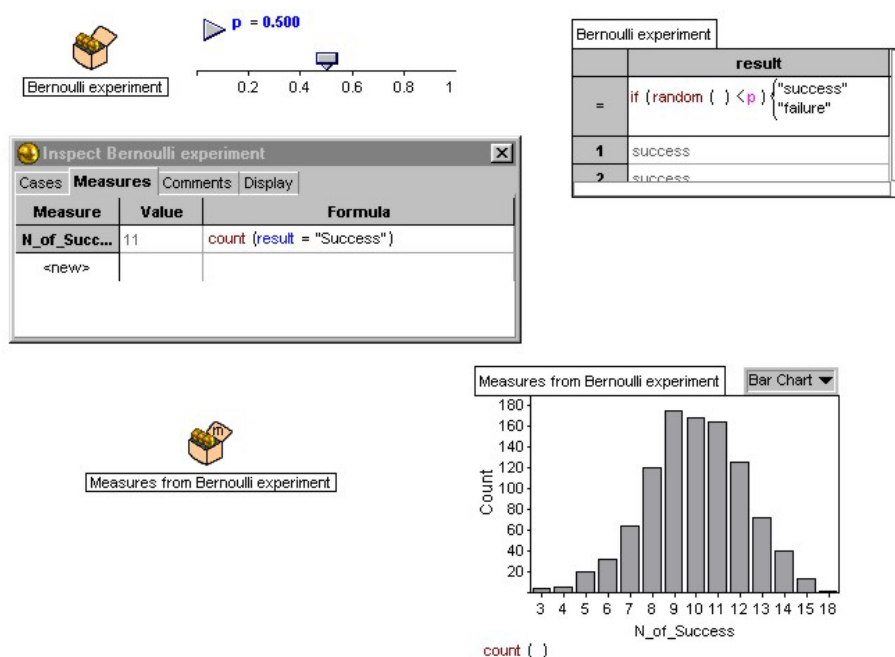 p = 0.500
Bernoulli experiment
0.2 0.4 0.6 0.8 1
Bernoulli experiment
result
= if (random ( ) < p) { "success"
"failure"
1 success
2 success
Inspect Bernoulli experiment
Cases Measures Comments Display
Measure Value Formula
N_of_Succ... 11 count (result = "Success")
<new>
Measures from Bernoulli experiment
Measures from Bernoulli experiment Bar Chart
180
160
140
120
100
80
60
40
20
Count
3 4 5 6 7 8 9 10 11 12 13 14 15 18
N_of_Success
count ( )
m